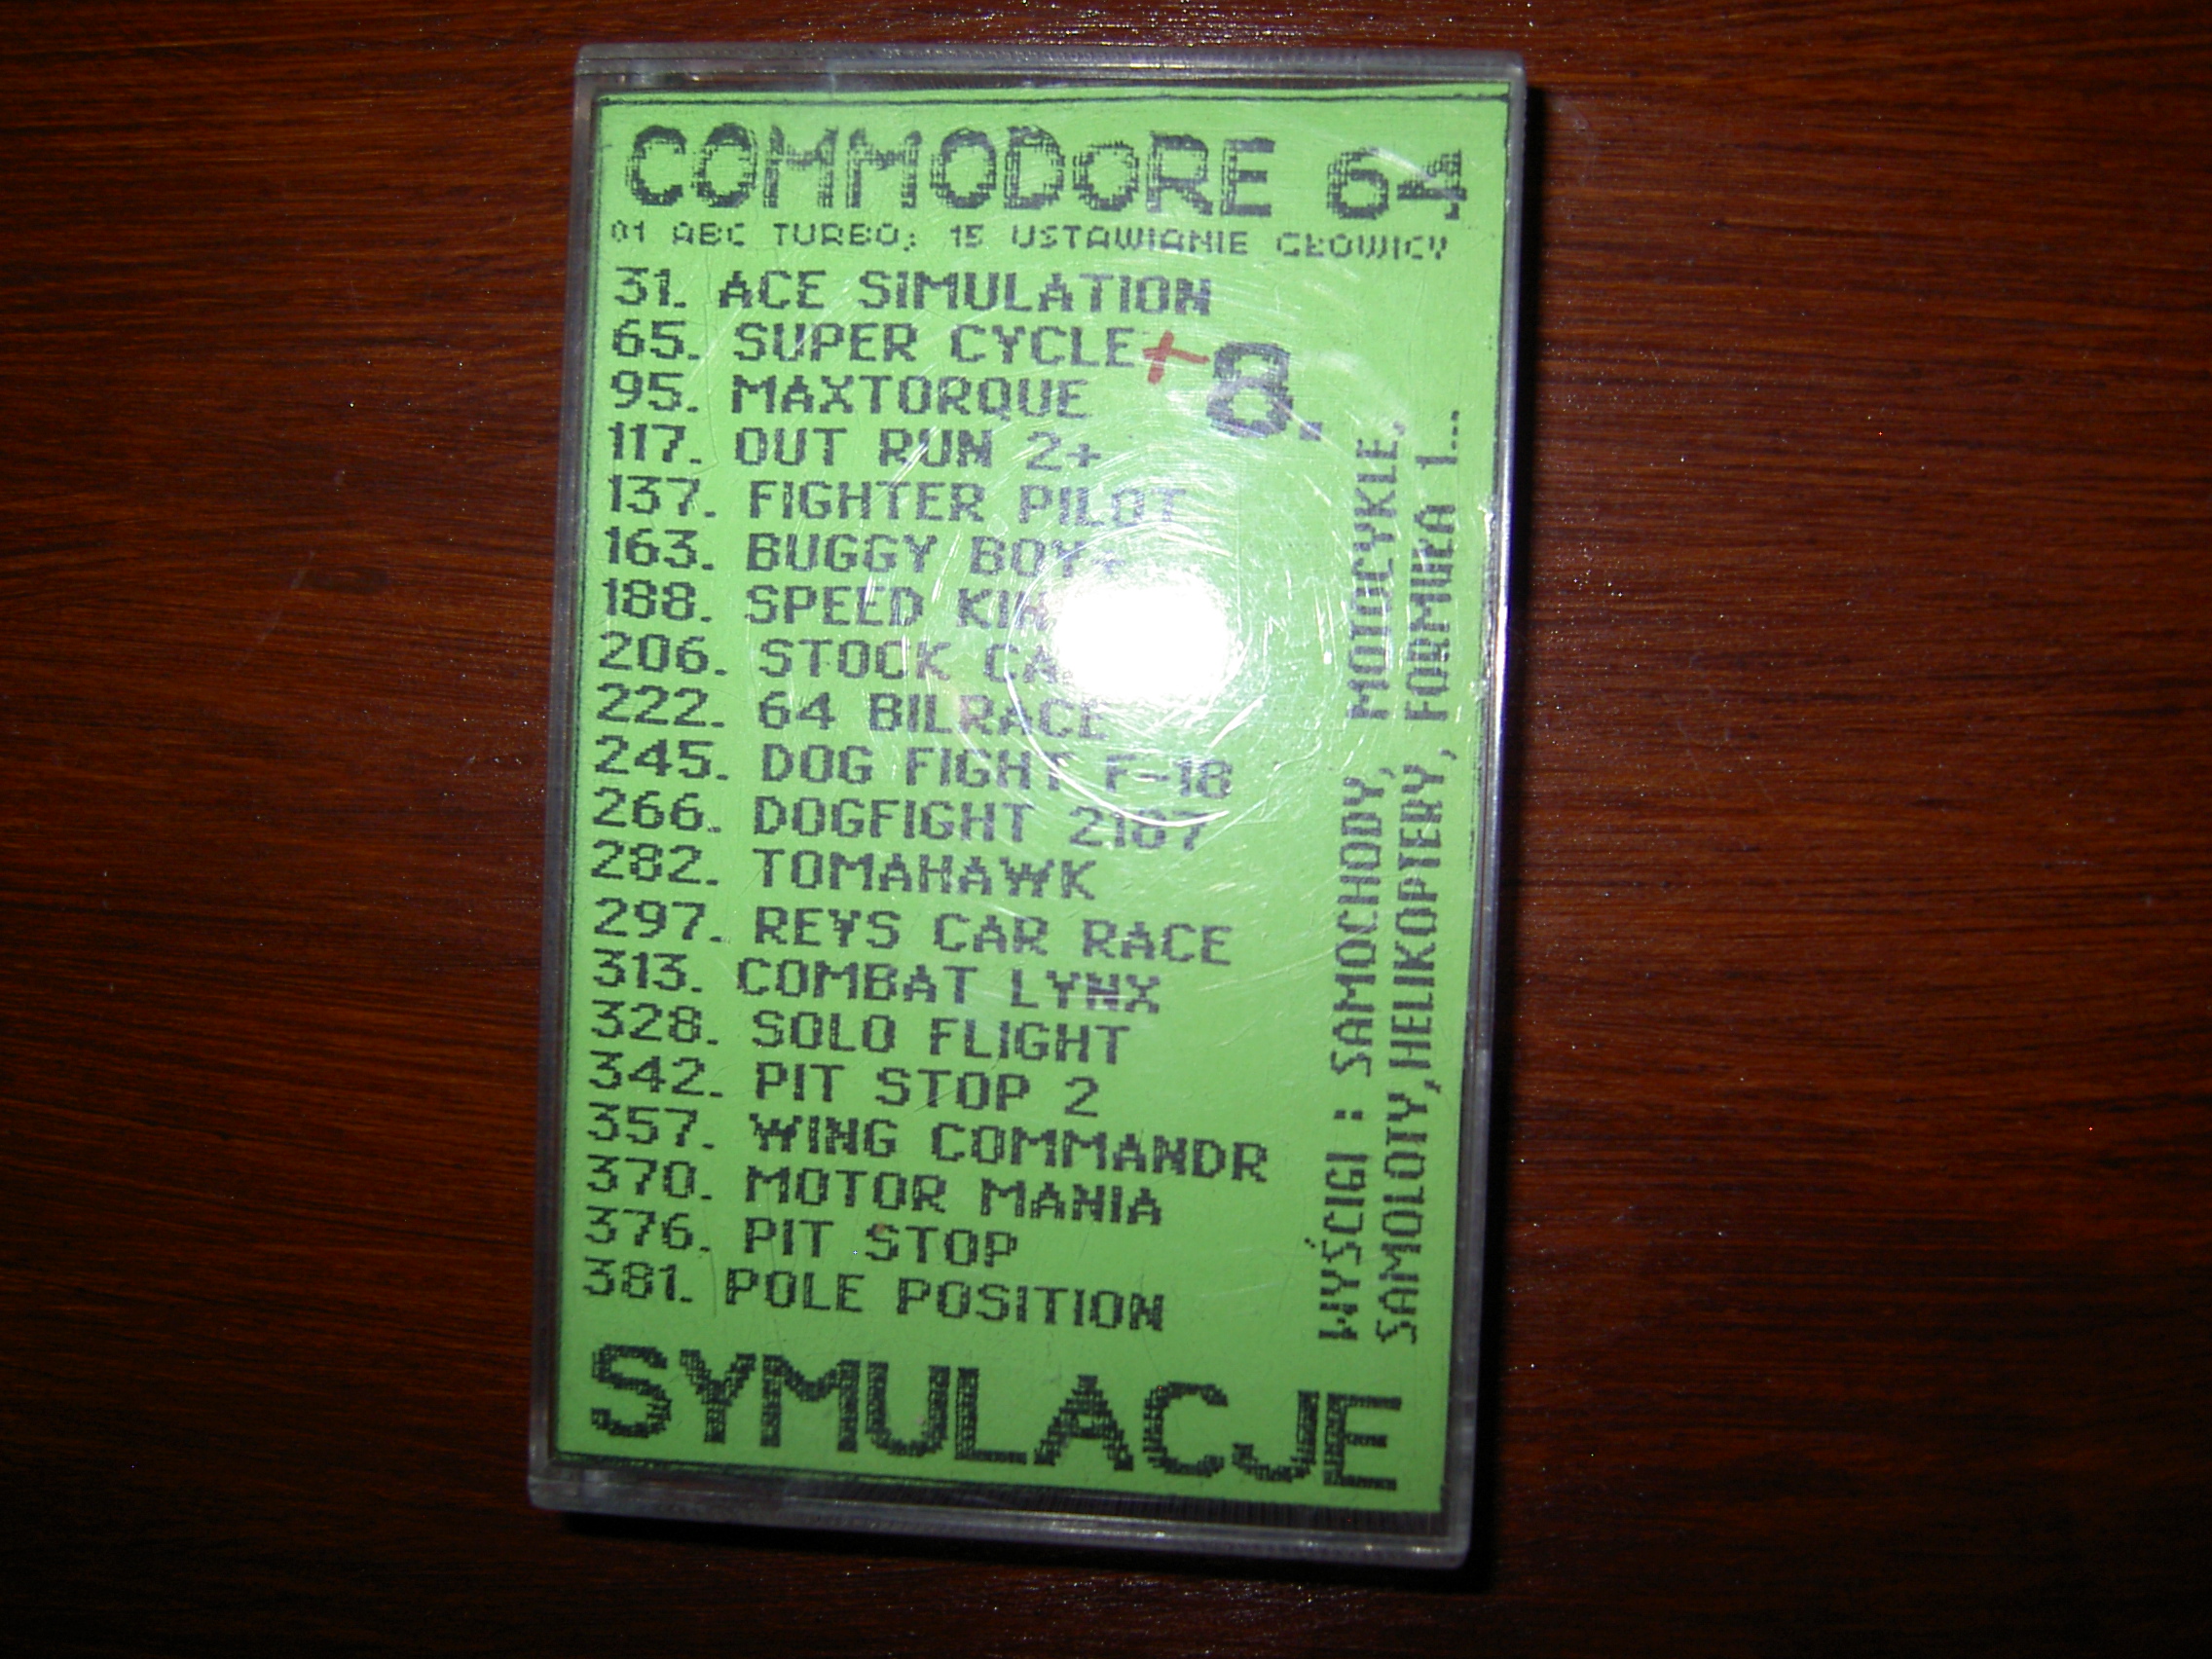 COMMODORE 64
01 ABC TURBO; 15 USTAWIANIE GŁOWICY
31. ACE SIMULATION
65. SUPER CYCLE+
8.
95. MAXTORQUE
117. OUT RUN 2+
137. FIGHTER PILOT
163. BUGGY BOY+
188. SPEED
206. STOCK
222. 64 BILRACE
245. DOG FIGHT F-18
266. DOGFIGHT 2187
282. TOMAHAWK
297. REVS CAR RACE
313. COMBAT LYNX
328. SOLO FLIGHT
342. PIT STOP 2
357. WING COMMANDR
370. MOTOR MANIA
376. PIT STOP
381. POLE POSITION
WYŚCIGI : SAMOCHODY, MOTOCYKLE,
SAMOLOTY, HELIKOPTERY, FORMUŁA 1...
SYMULACJE